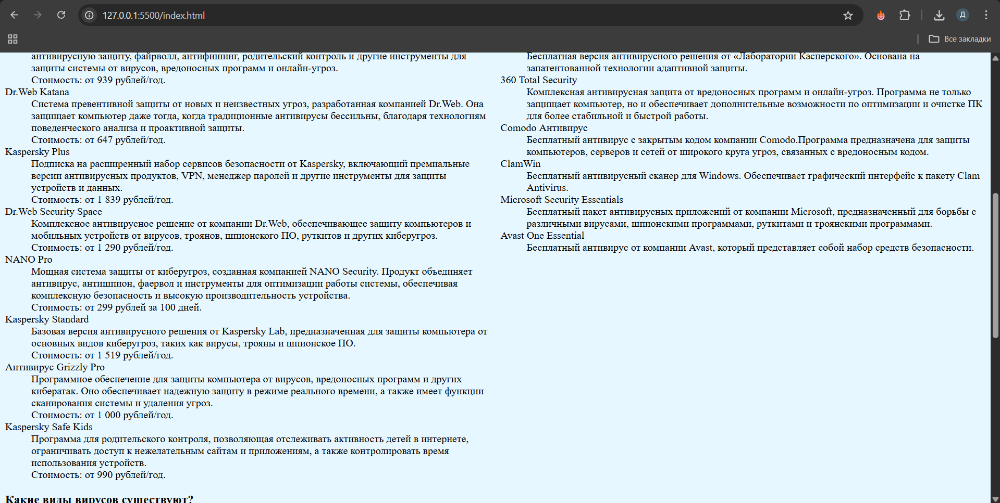 127.0.0.1:5500/index.html
Д
Все закладки
антивирусную защиту, файрволл, антифишинг, родительский контроль и другие инструменты для
защиты системы от вирусов, вредоносных программ и онлайн-угроз.
Стоимость: от 939 рублей/год.
Dr.Web Katana
Система превентивной защиты от новых и неизвестных угроз, разработанная компанией Dr.Web. Она
защищает компьютер даже тогда, когда традиционные антивирусы бессильны, благодаря технологиям
поведенческого анализа и проактивной защиты.
Стоимость: от 647 рублей/год.
Kaspersky Plus
Подписка на расширенный набор сервисов безопасности от Kaspersky, включающий премиальные
версии антивирусных продуктов, VPN, менеджер паролей и другие инструменты для защиты
устройств и данных.
Стоимость: от 1 839 рублей/год.
Dr.Web Security Space
Комплексное антивирусное решение от компании Dr.Web, обеспечивающее защиту компьютеров и
мобильных устройств от вирусов, троянов, шпионского ПО, руткитов и других киберугроз.
Стоимость: от 1 290 рублей/год.
NANO Pro
Мощная система защиты от киберугроз, созданная компанией NANO Security. Продукт объединяет
антивирус, антишпион, фаервол и инструменты для оптимизации работы системы, обеспечивая
комплексную безопасность и высокую производительность устройства.
Стоимость: от 299 рублей за 100 дней.
Kaspersky Standard
Базовая версия антивирусного решения от Kaspersky Lab, предназначенная для защиты компьютера от
основных видов киберугроз, таких как вирусы, трояны и шпионское ПО.
Стоимость: от 1 519 рублей/год.
Антивирус Grizzly Pro
Программное обеспечение для защиты компьютера от вирусов, вредоносных программ и других
кибератак. Оно обеспечивает надежную защиту в режиме реального времени, а также имеет функции
сканирования системы и удаления угроз.
Стоимость: от 1 000 рублей/год.
Kaspersky Safe Kids
Программа для родительского контроля, позволяющая отслеживать активность детей в интернете,
ограничивать доступ к нежелательным сайтам и приложениям, а также контролировать время
использования устройств.
Стоимость: от 990 рублей/год.
Бесплатная версия антивирусного решения от «Лаборатории Касперского». Основана на
запатентованной технологии адаптивной защиты.
360 Total Security
Комплексная антивирусная защита от вредоносных программ и онлайн-угроз. Программа не только
защищает компьютер, но и обеспечивает дополнительные возможности по оптимизации и очистке ПК
для более стабильной и быстрой работы.
Comodo Антивирус
Бесплатный антивирус с закрытым кодом компании Comodo.Программа предназначена для защиты
компьютеров, серверов и сетей от широкого круга угроз, связанных с вредоносным кодом.
ClamWin
Бесплатный антивирусный сканер для Windows. Обеспечивает графический интерфейс к пакету Clam
Antivirus.
Microsoft Security Essentials
Бесплатный пакет антивирусных приложений от компании Microsoft, предназначенный для борьбы с
различными вирусами, шпионскими программами, руткитами и троянскими программами.
Avast One Essential
Бесплатный антивирус от компании Avast, который представляет собой набор средств безопасности.
Какие виды вирусов существуют?